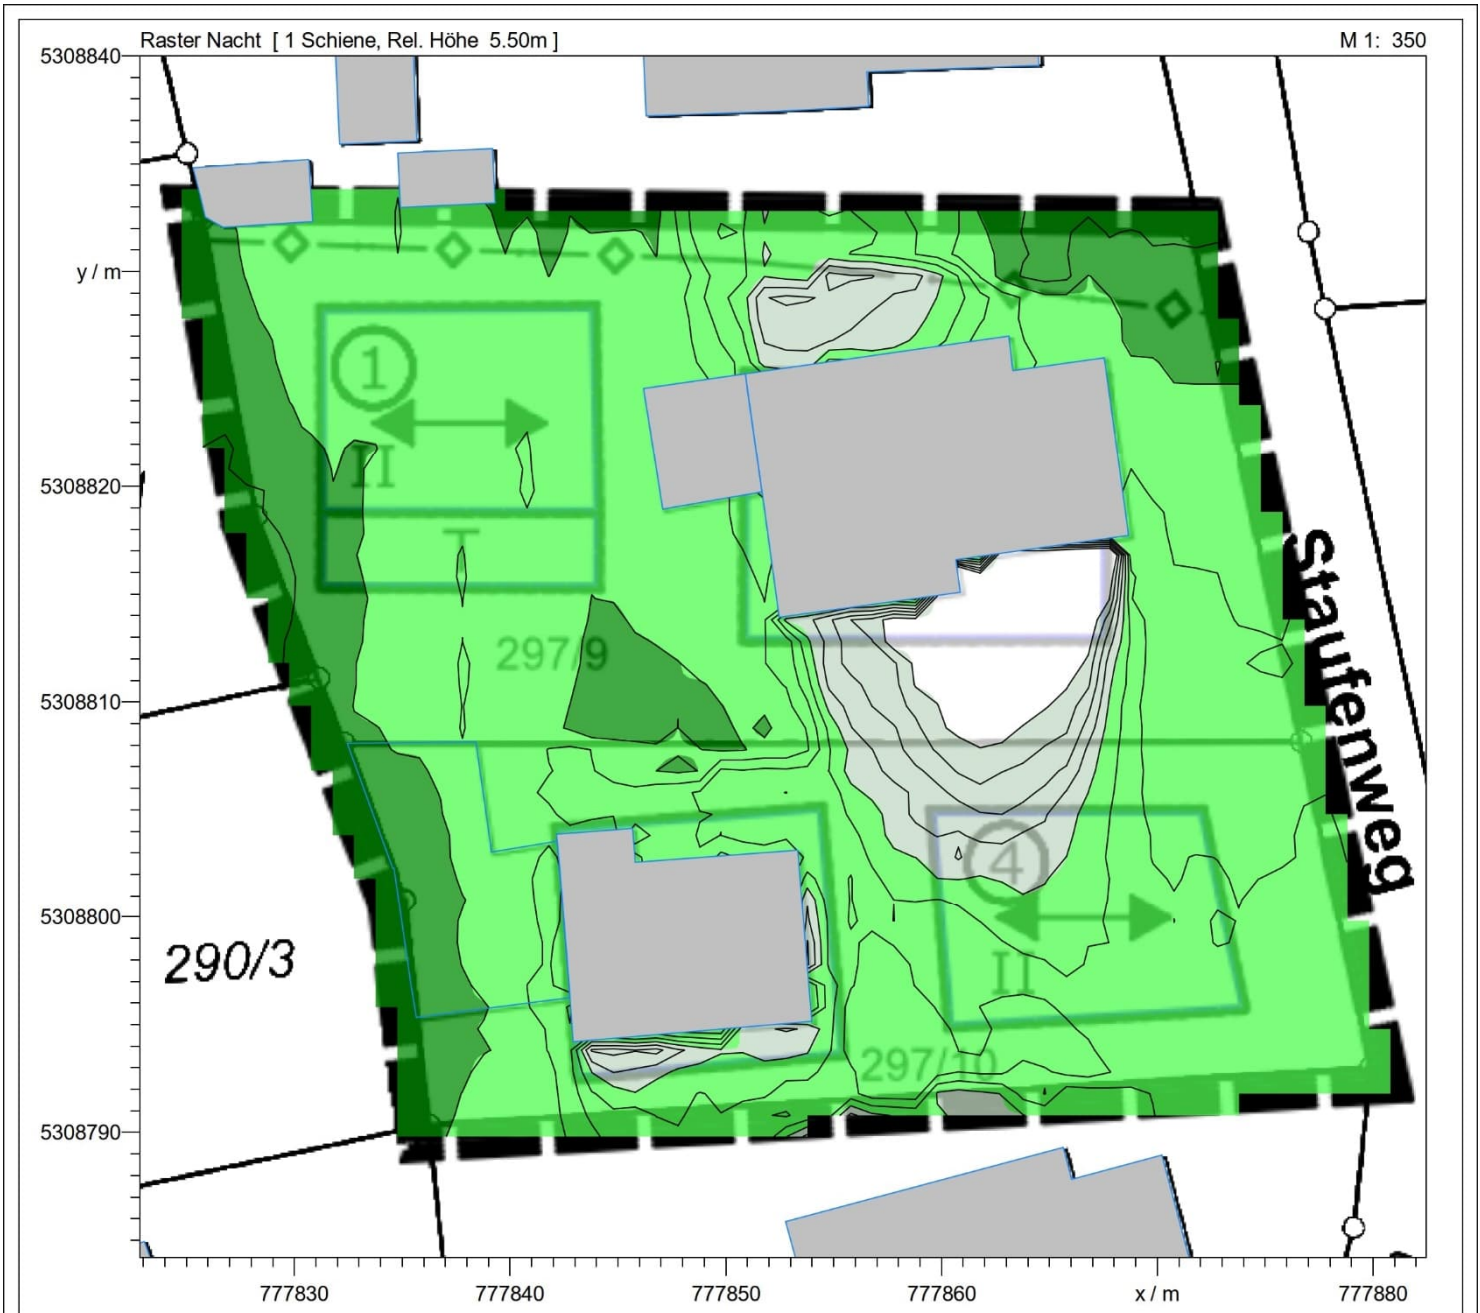 Raster Nacht [ 1 Schiene, Rel. Höhe 5.50m ]
M 1: 350
5308840
y / m
1
II
5308820
T
Staufenweg
297/9
5308810
4
5308800
II
290/3
297/10
5308790
777830
777840
777850
777860
x / m
777880